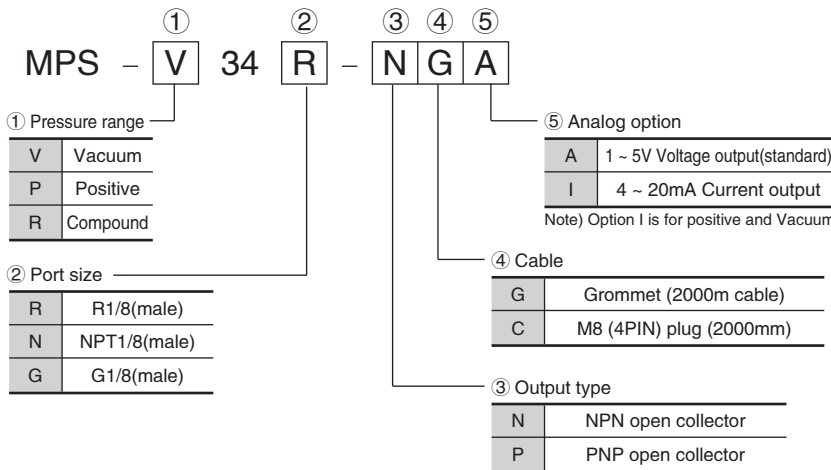 ① ② ③ ④ ⑤
MPS – V 34 R – N G A
① Pressure range
V Vacuum
P Positive
R Compound
② Port size
R R1/8(male)
N NPT1/8(male)
G G1/8(male)
⑤ Analog option
A 1 ~ 5V Voltage output(standard)
I 4 ~ 20mA Current output
Note) Option I is for positive and Vacuum
④ Cable
G Grommet (2000m cable)
C M8 (4PIN) plug (2000mm)
③ Output type
N NPN open collector
P PNP open collector